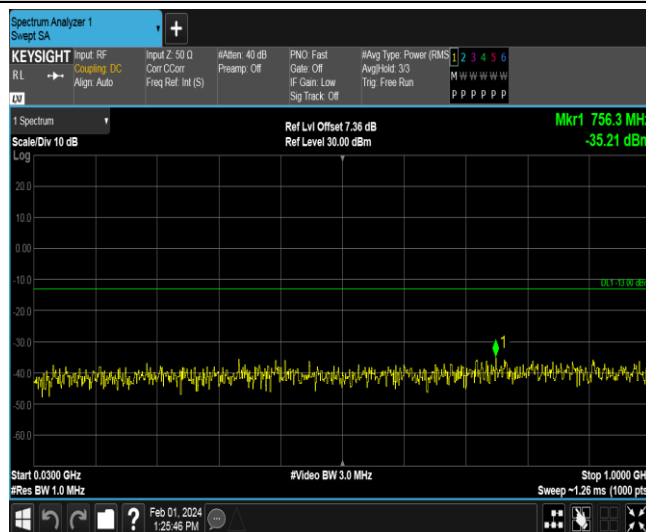 Spectrum Analyzer 1
Swept SA
+
KEYSIGHT Input: RF Input Z: 50 Ω #Atten: 40 dB PNO: Fast #Avg Type: Power (RMS 1 2 3 4 5 6
RL Coupling: DC Corr CCorr Preamp: Off Gate: Off Avg|Hold: 3/3 M W W W W W
Align: Auto Freq Ref: Int (S) IF Gain: Low Trig: Free Run
LXI Sig Track: Off P P P P P P
1 Spectrum Ref Lvl Offset 7.36 dB Mkr1 756.3 MHz
Scale/Div 10 dB Ref Level 30.00 dBm -35.21 dBm
Log
20.0
10.0
0.00
-10.0 DL1 -13.00 dBm
-20.0
-30.0
1
-40.0
-50.0
-60.0
Start 0.0300 GHz #Video BW 3.0 MHz Stop 1.0000 GH
#Res BW 1.0 MHz Sweep ~1.26 ms (1000 pts
? Feb 01, 2024
1:25:46 PM